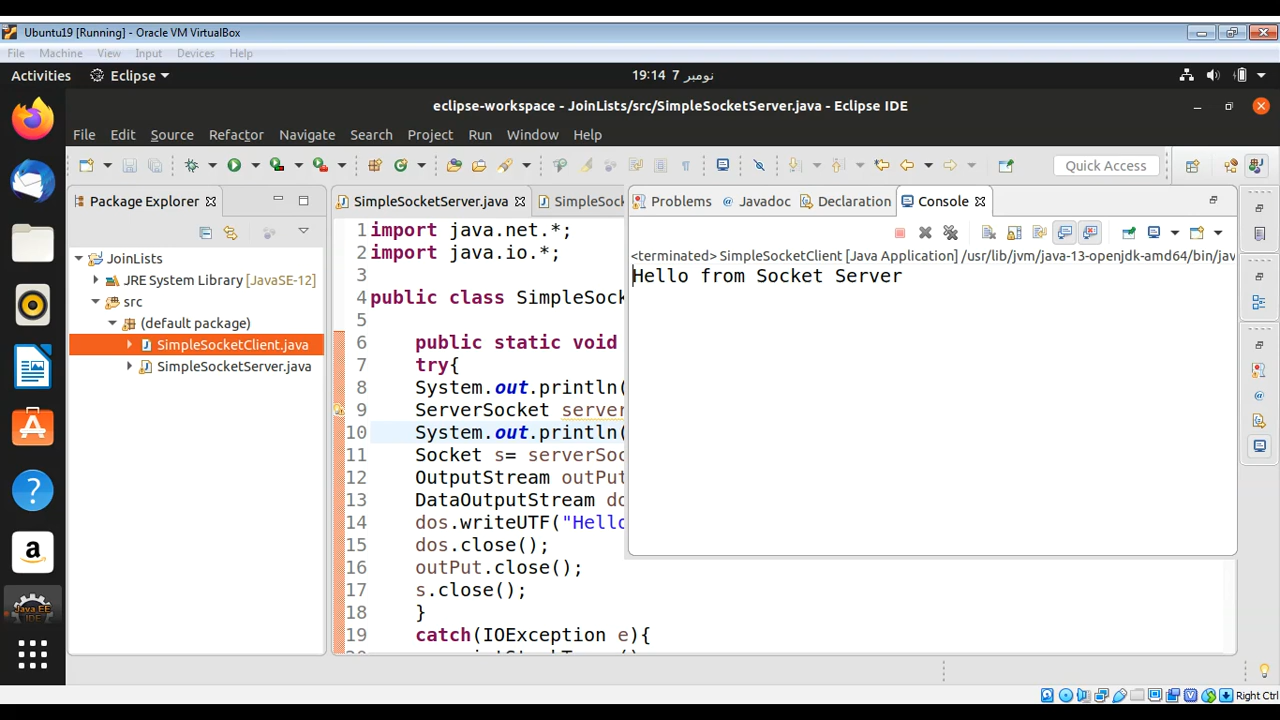 Ubuntu19 [Running] - Oracle VM VirtualBox
File Machine View Input Devices Help
Activities Eclipse 19:14 7 نومبر
eclipse-workspace - JoinLists/src/SimpleSocketServer.java - Eclipse IDE
File Edit Source Refactor Navigate Search Project Run Window Help
Quick Access
Package Explorer
JoinLists
JRE System Library [JavaSE-12]
src
(default package)
SimpleSocketClient.java
SimpleSocketServer.java
SimpleSocketServer.java SimpleSock
1 import java.net.*;
2 import java.io.*;
3
4 public class SimpleSock
5
6 public static void
7 try{
8 System.out.println(
9 ServerSocket server
10 System.out.println(
11 Socket s= serverSoc
12 OutputStream outPut
13 DataOutputStream do
14 dos.writeUTF("Hello
15 dos.close();
16 outPut.close();
17 s.close();
18 }
19 catch(IOException e){
Problems Javadoc Declaration Console
<terminated> SimpleSocketClient [Java Application] /usr/lib/jvm/java-13-openjdk-amd64/bin/jav
Hello from Socket Server
Java EE
IDE
Right Ctrl